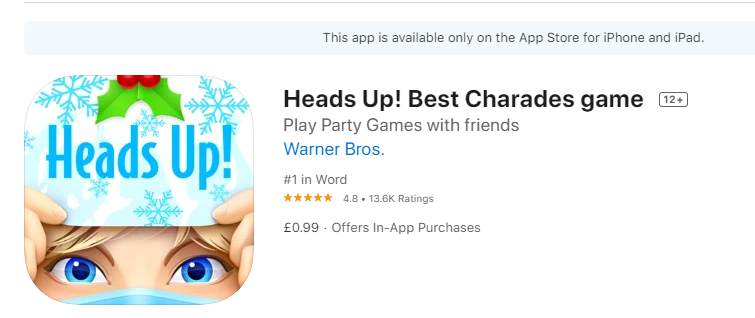 This app is available only on the App Store for iPhone and iPad.
Heads Up!
Heads Up! Best Charades game 12+
Play Party Games with friends
Warner Bros.
#1 in Word
★★★★★ 4.8 • 13.6K Ratings
£0.99 · Offers In-App Purchases